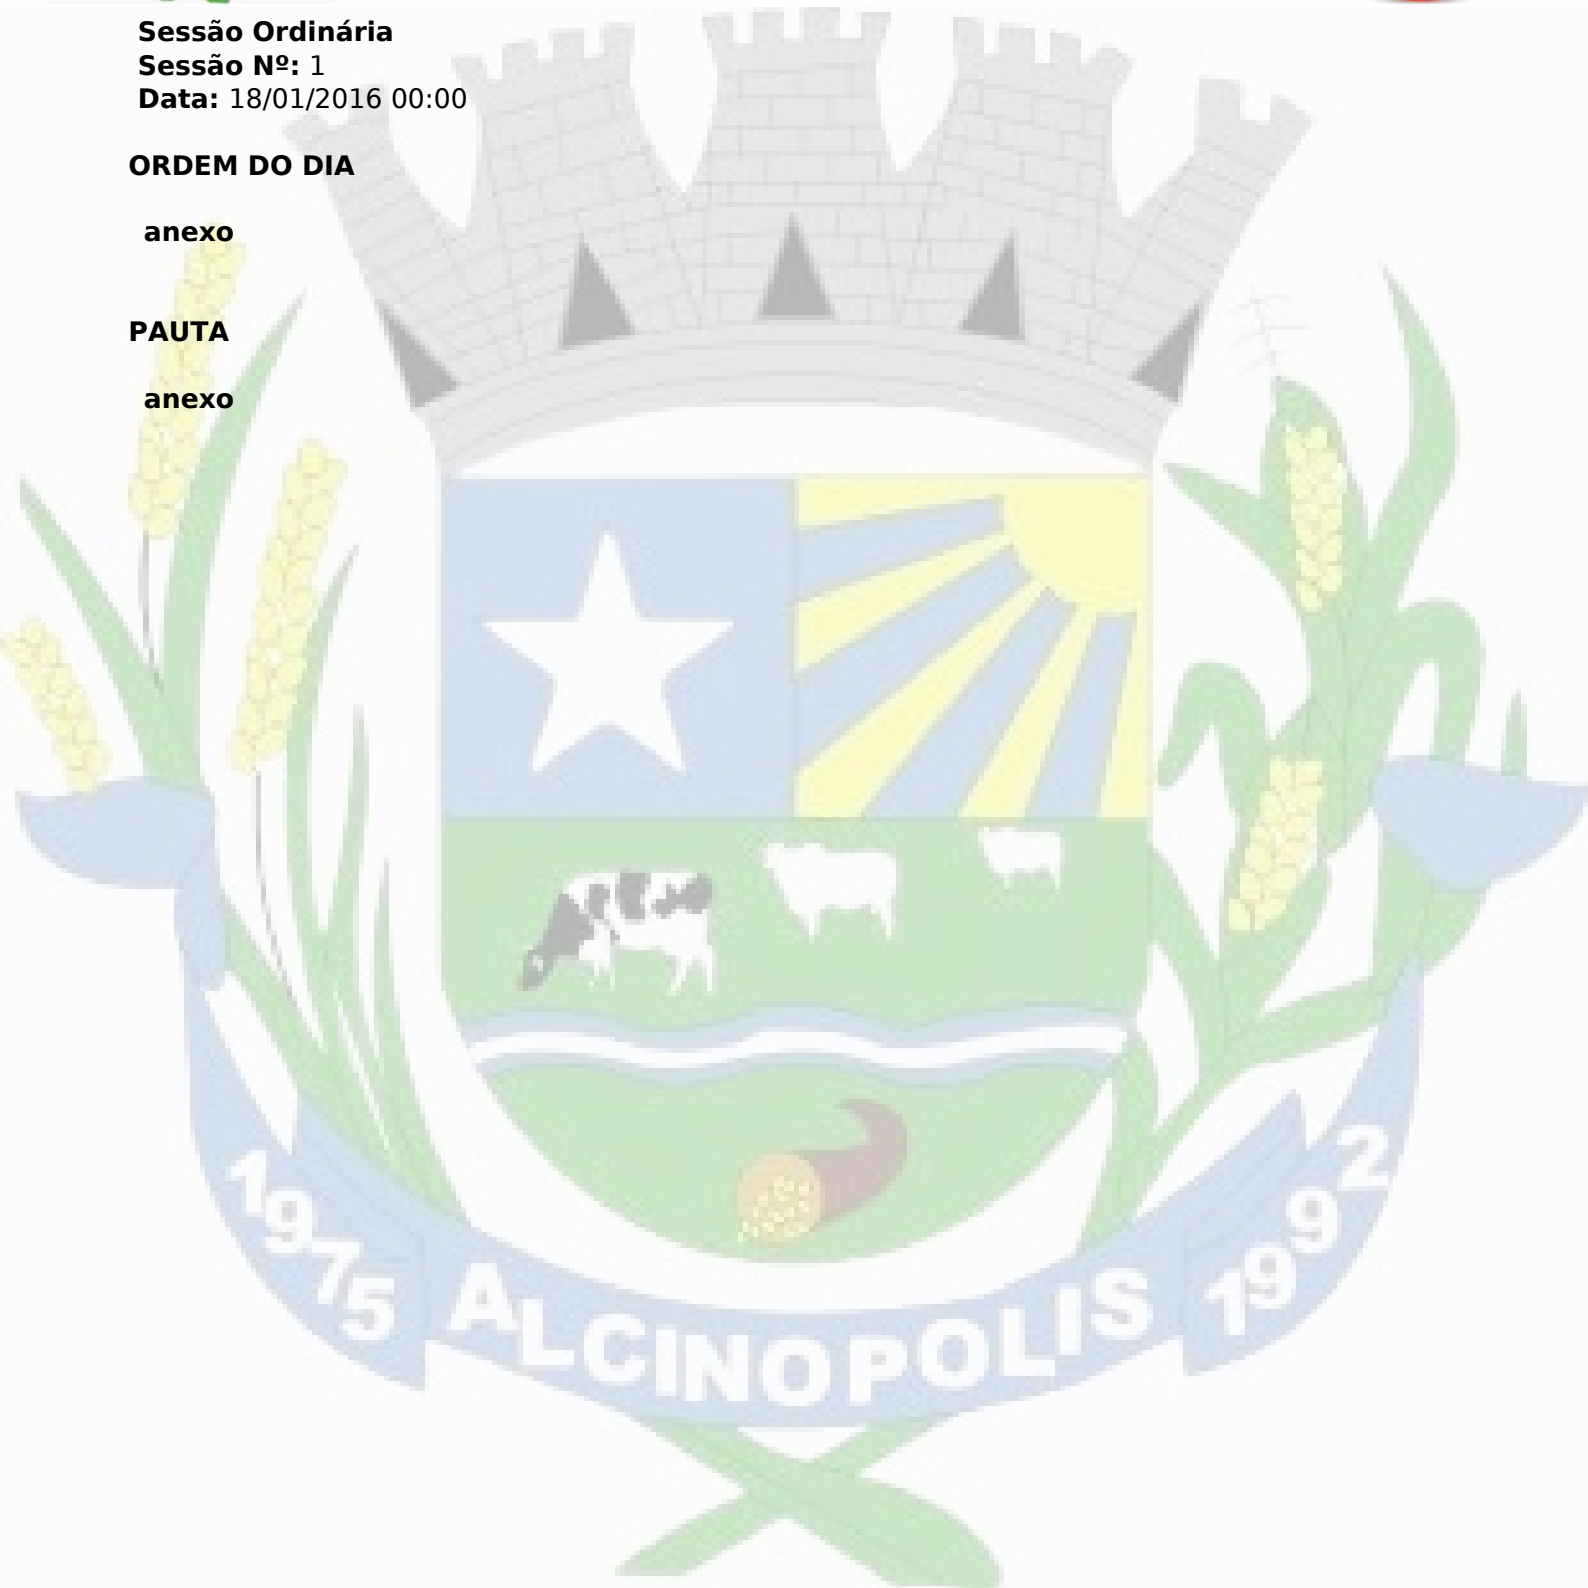 Sessão Ordinária
Sessão Nº: 1
Data: 18/01/2016 00:00
ORDEM DO DIA
anexo
PAUTA
anexo
1975 ALCINOPOLIS 1992